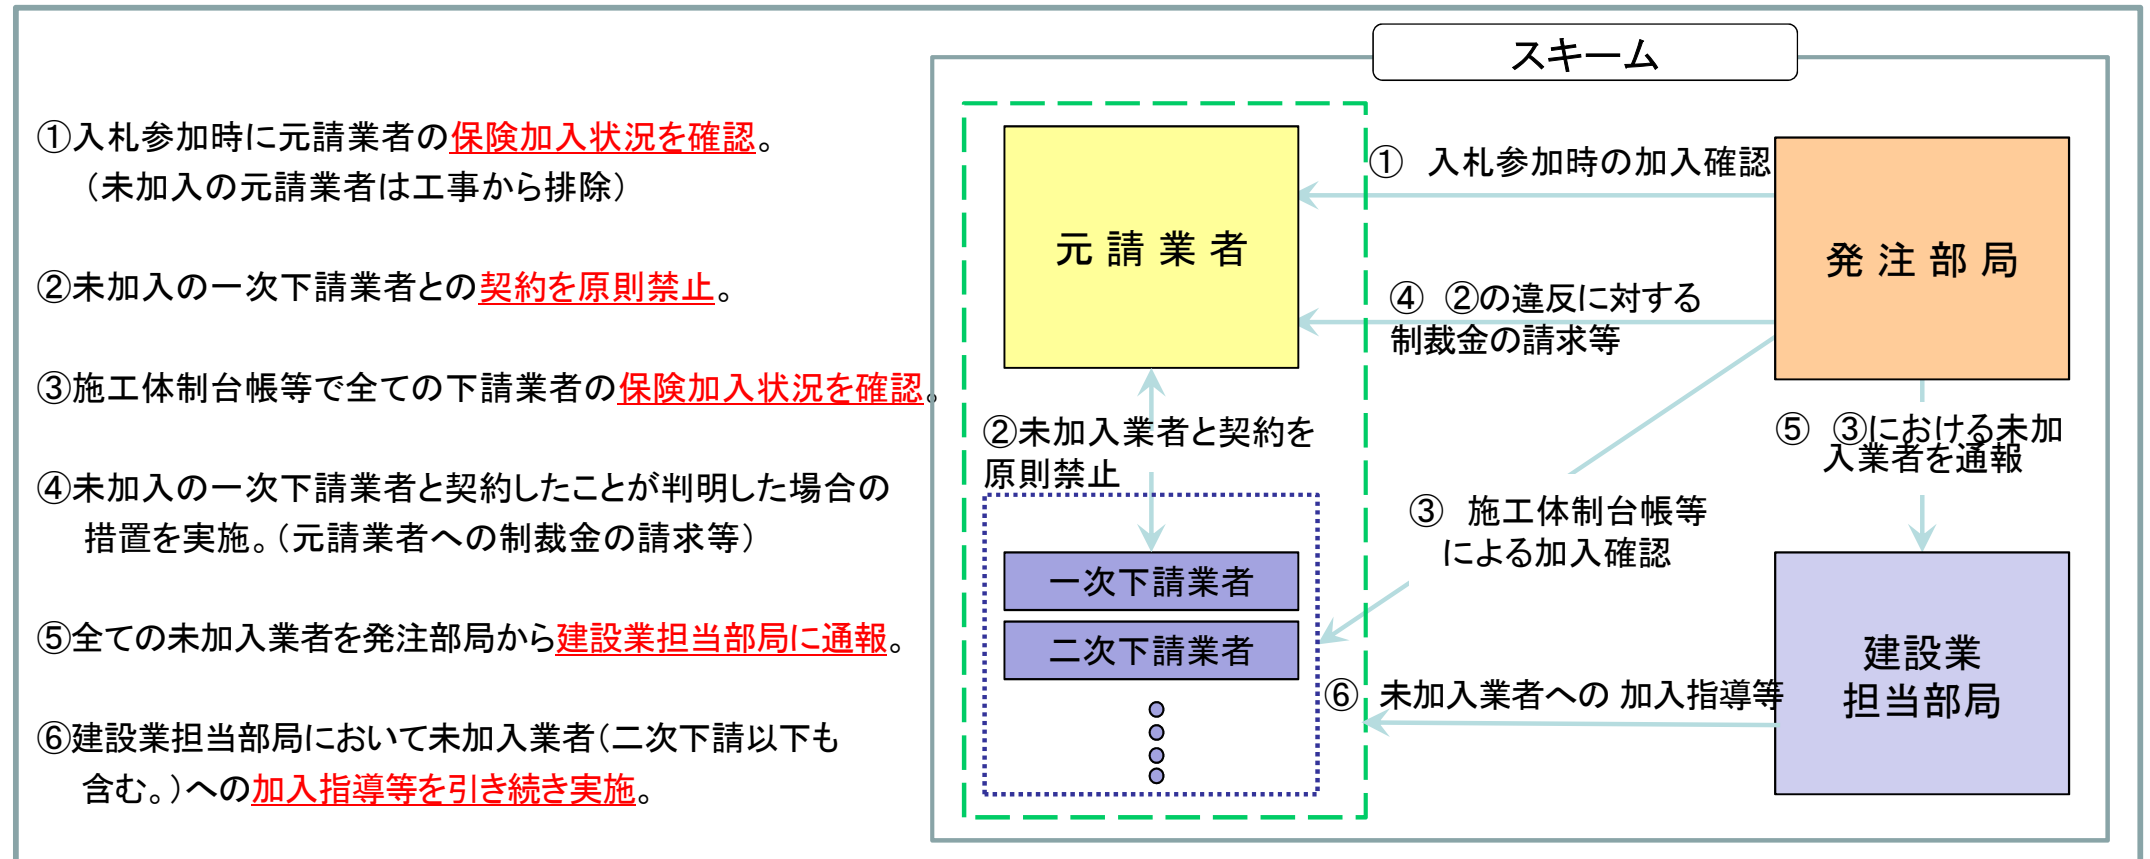 ①入札参加時に元請業者の保険加入状況を確認。
（未加入の元請業者は工事から排除）
②未加入の一次下請業者との契約を原則禁止。
③施工体制台帳等で全ての下請業者の保険加入状況を確認。
④未加入の一次下請業者と契約したことが判明した場合の
措置を実施。（元請業者への制裁金の請求等）
⑤全ての未加入業者を発注部局から建設業担当部局に通報。
⑥建設業担当部局において未加入業者（二次下請以下も
含む。）への加入指導等を引き続き実施。
スキーム
元請業者
① 入札参加時の加入確認
発注部局
④ ②の違反に対する
制裁金の請求等
②未加入業者と契約を
原則禁止
⑤ ③における未加
入業者を通報
③ 施工体制台帳等
による加入確認
一次下請業者
二次下請業者
⑥ 未加入業者への 加入指導等
建設業
担当部局